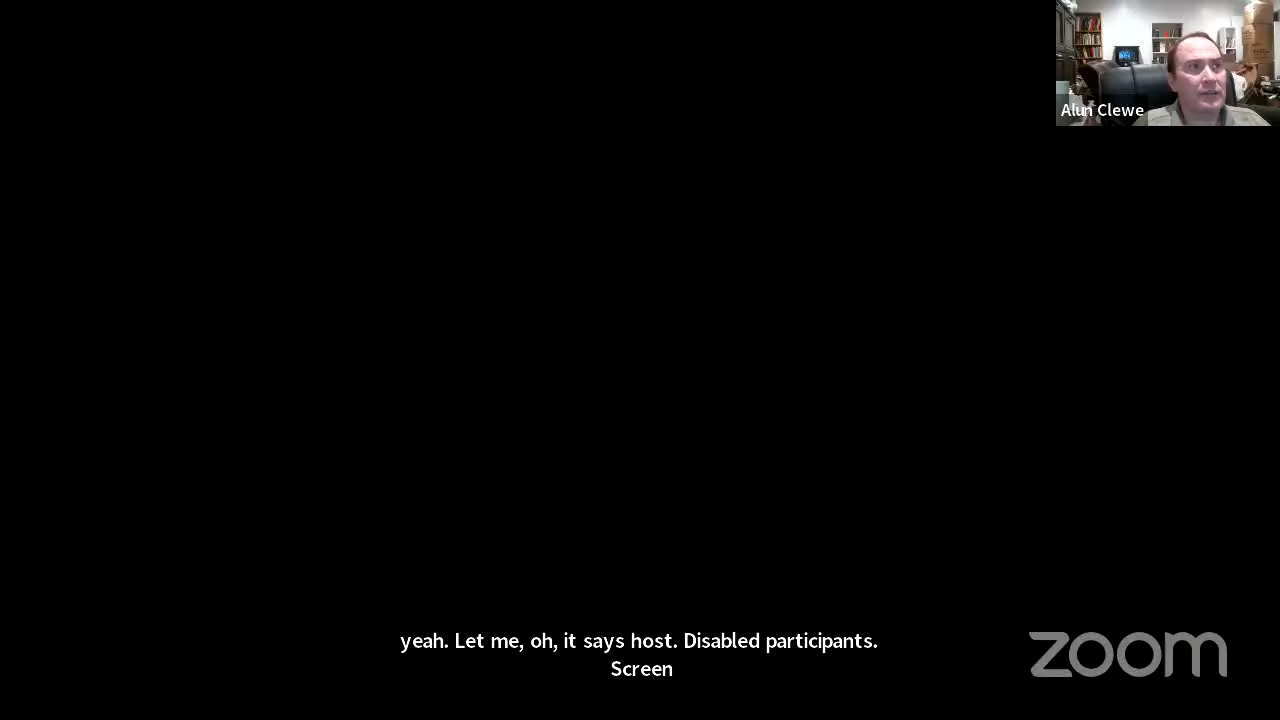 Alun Clewe
yeah. Let me, oh, it says host. Disabled participants.
Screen
zoom